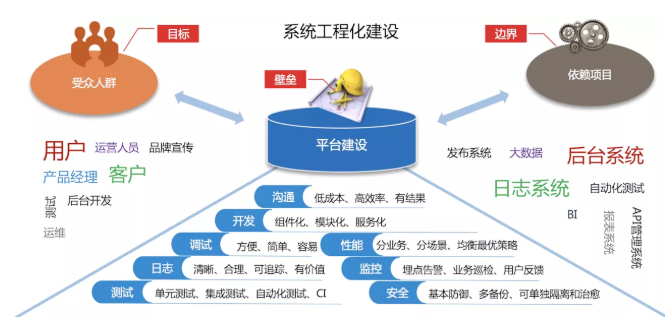 系统工程化建设
目标
边界
受众人群
壁垒
依赖项目
平台建设
用户 运营人员 品牌宣传
产品经理 客户
测试 后台开发
运维
发布系统 大数据 后台系统
日志系统 自动化测试
BI 报表系统 API管理系统
沟通 低成本、高效率、有结果
开发 组件化、模块化、服务化
调试 方便、简单、容易
性能 分业务、分场景、均衡最优策略
日志 清晰、合理、可追踪、有价值
监控 埋点告警、业务巡检、用户反馈
测试 单元测试、集成测试、自动化测试、CI
安全 基本防御、多备份、可单独隔离和治愈